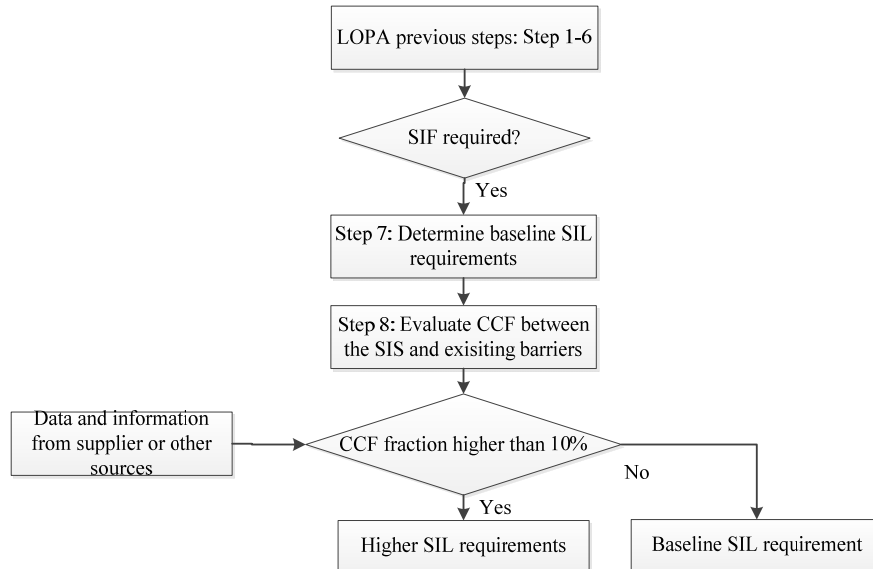 LOPA previous steps: Step 1-6
SIF required?
Yes
Step 7: Determine baseline SIL
requirements
Step 8: Evaluate CCF between
the SIS and exisiting barriers
Data and information
from supplier or other
sources
CCF fraction higher than 10%
No
Yes
Higher SIL requirements
Baseline SIL requirement